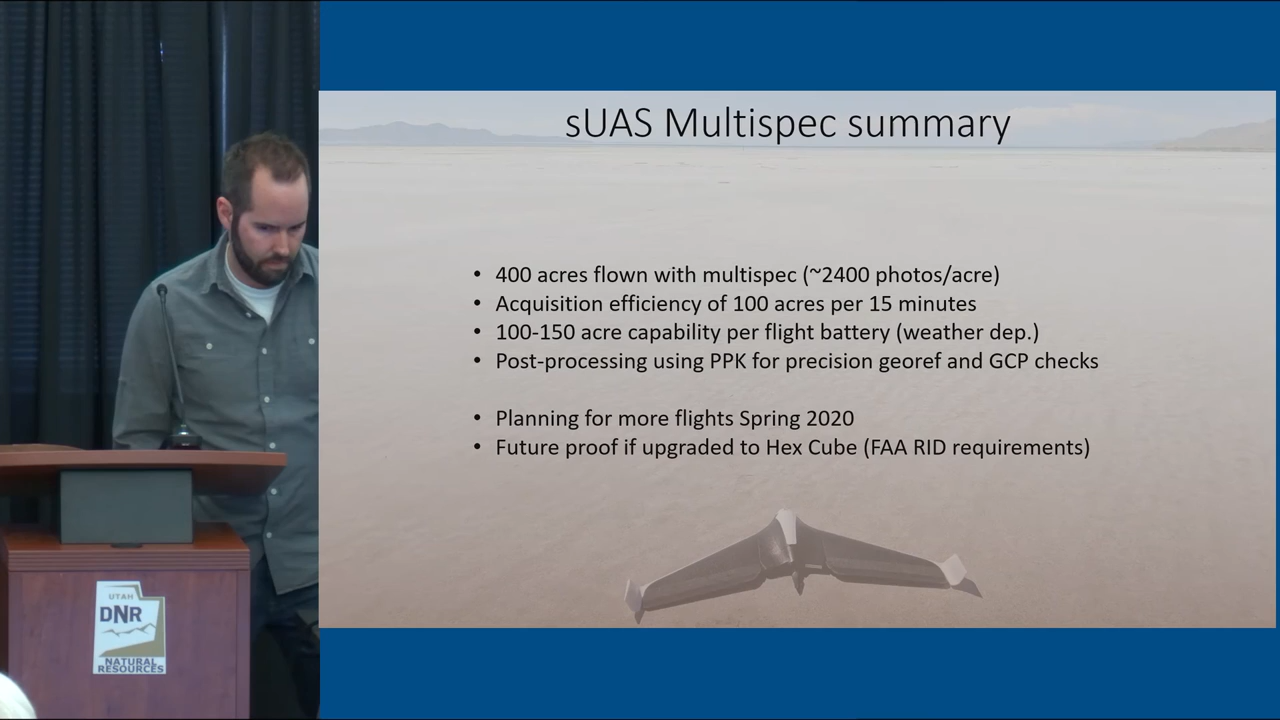 sUAS Multispec summary
• 400 acres flown with multispec (~2400 photos/acre)
• Acquisition efficiency of 100 acres per 15 minutes
• 100-150 acre capability per flight battery (weather dep.)
• Post-processing using PPK for precision georef and GCP checks
• Planning for more flights Spring 2020
• Future proof if upgraded to Hex Cube (FAA RID requirements)
UTAH
DNR
NATURAL
RESOURCES